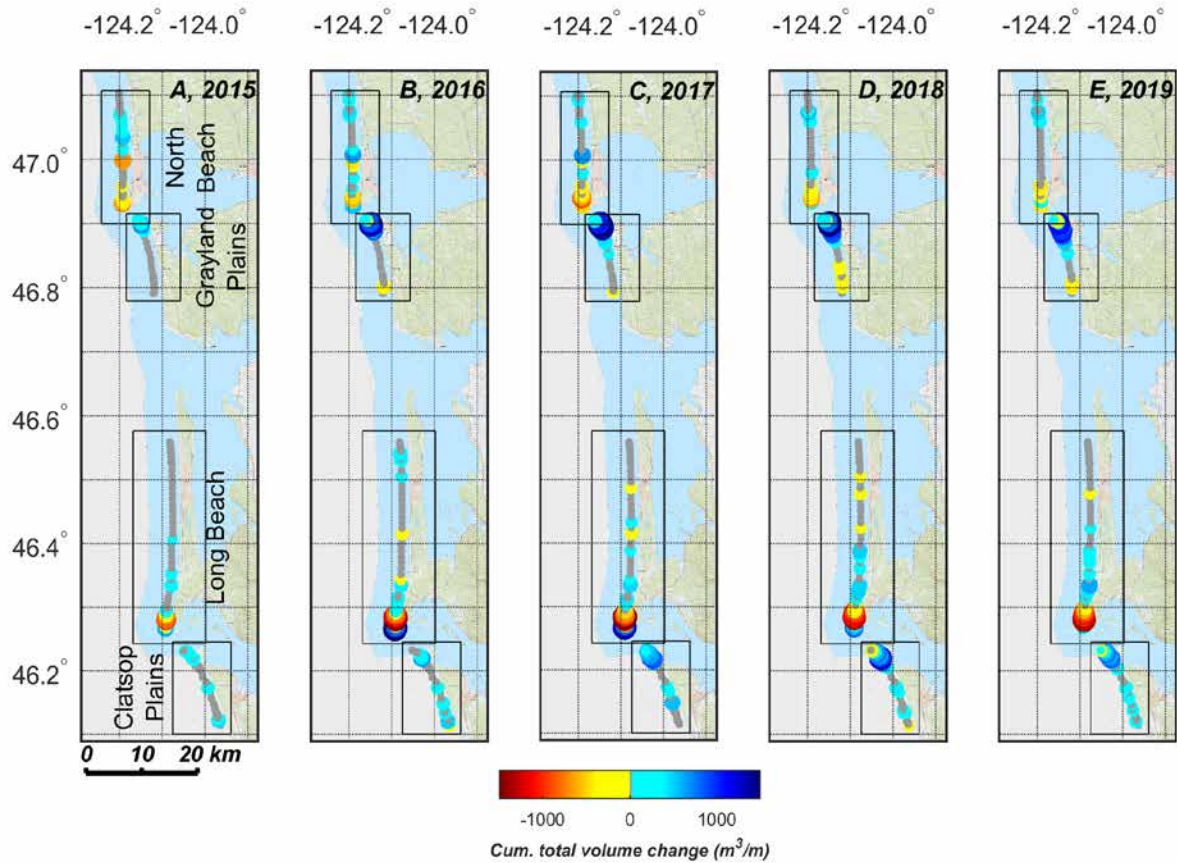 -124.2° -124.0° -124.2° -124.0° -124.2° -124.0° -124.2° -124.0° -124.2° -124.0°
A, 2015 B, 2016 C, 2017 D, 2018 E, 2019
47.0°
46.8°
46.6°
46.4°
46.2°
North
Beach
Grayland
Plains
Long Beach
Clatsop
Plains
0 10 20 km
-1000 0 1000
Cum. total volume change (m³/m)